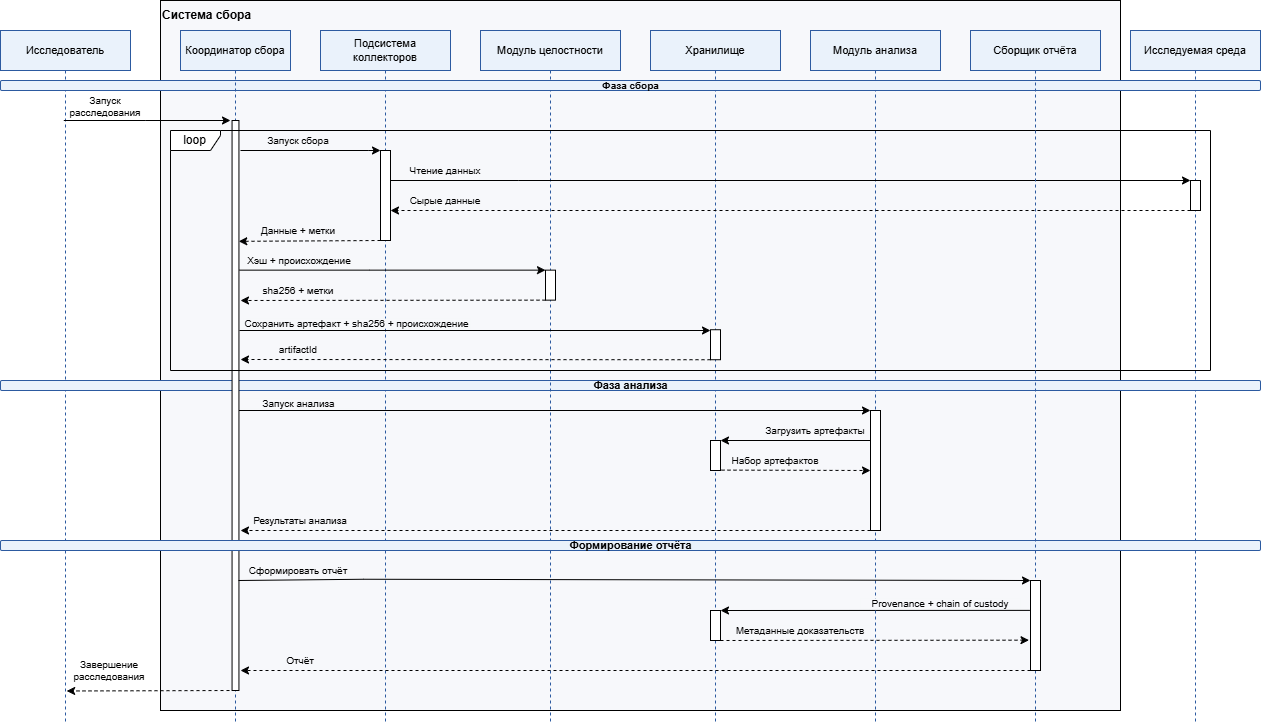 Система сбора
Исследователь
Координатор сбора
Подсистема
коллекторов
Модуль целостности
Хранилище
Модуль анализа
Сборщик отчёта
Исследуемая среда
Фаза сбора
Запуск
расследования
loop
Запуск сбора
Чтение данных
Сырые данные
Данные + метки
Хэш + происхождение
sha256 + метки
Сохранить артефакт + sha256 + происхождение
artifactId
Фаза анализа
Запуск анализа
Загрузить артефакты
Набор артефактов
Результаты анализа
Формирование отчёта
Сформировать отчёт
Provenance + chain of custody
Метаданные доказательств
Отчёт
Завершение
расследования